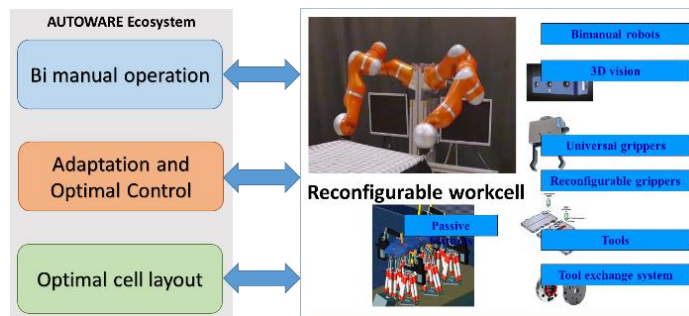 AUTOWARE Ecosystem
Bi manual operation
Adaptation and
Optimal Control
Optimal cell layout
Reconfigurable workcell
Passive
Bimanual robots
3D vision
Universal grippers
Reconfigurable grippers
Tools
Tool exchange system